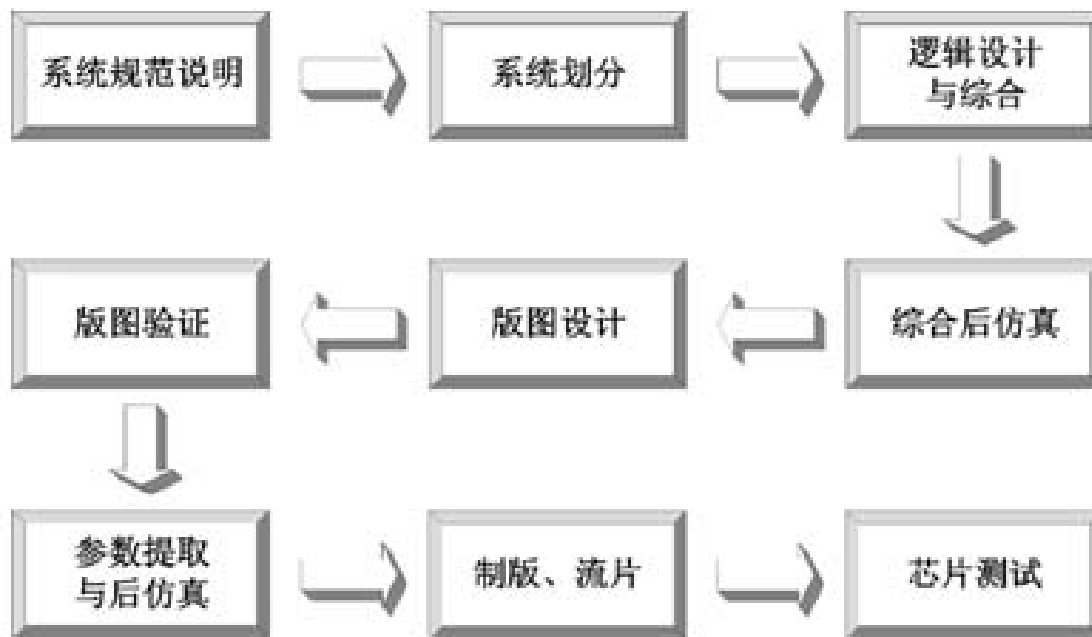 系统规范说明
系统划分
逻辑设计
与综合
综合后仿真
版图设计
版图验证
参数提取
与后仿真
制版、流片
芯片测试